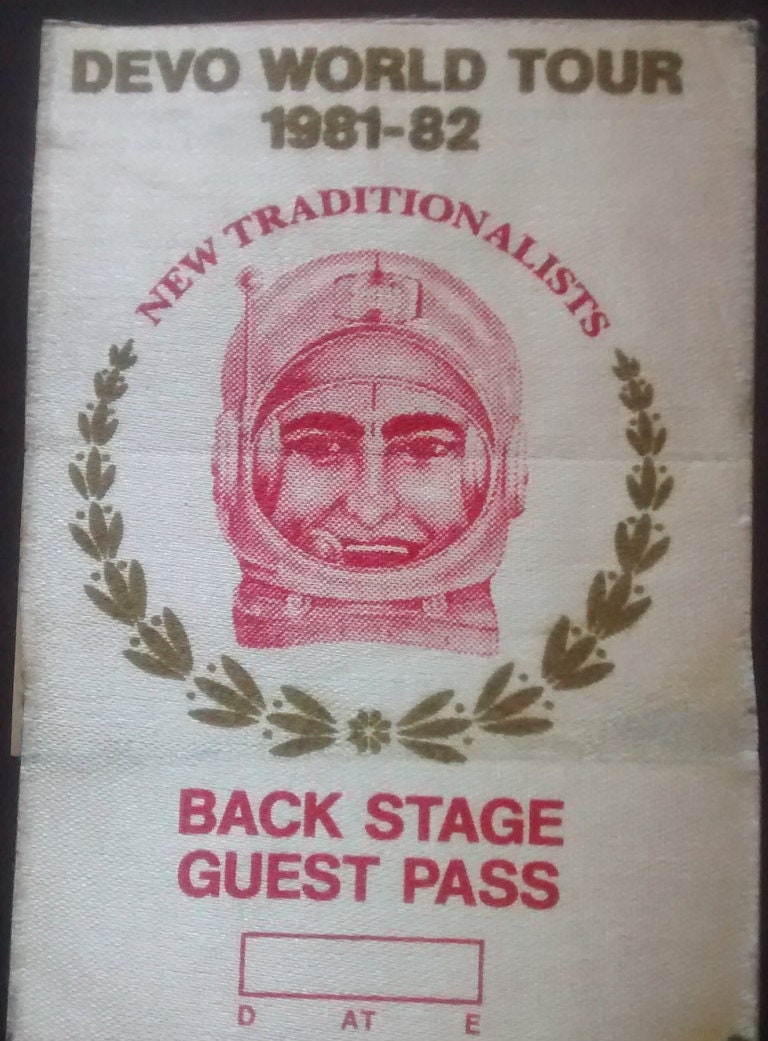 DEVO WORLD TOUR
1981-82
NEW TRADITIONALISTS
BACK STAGE
GUEST PASS
D AT E